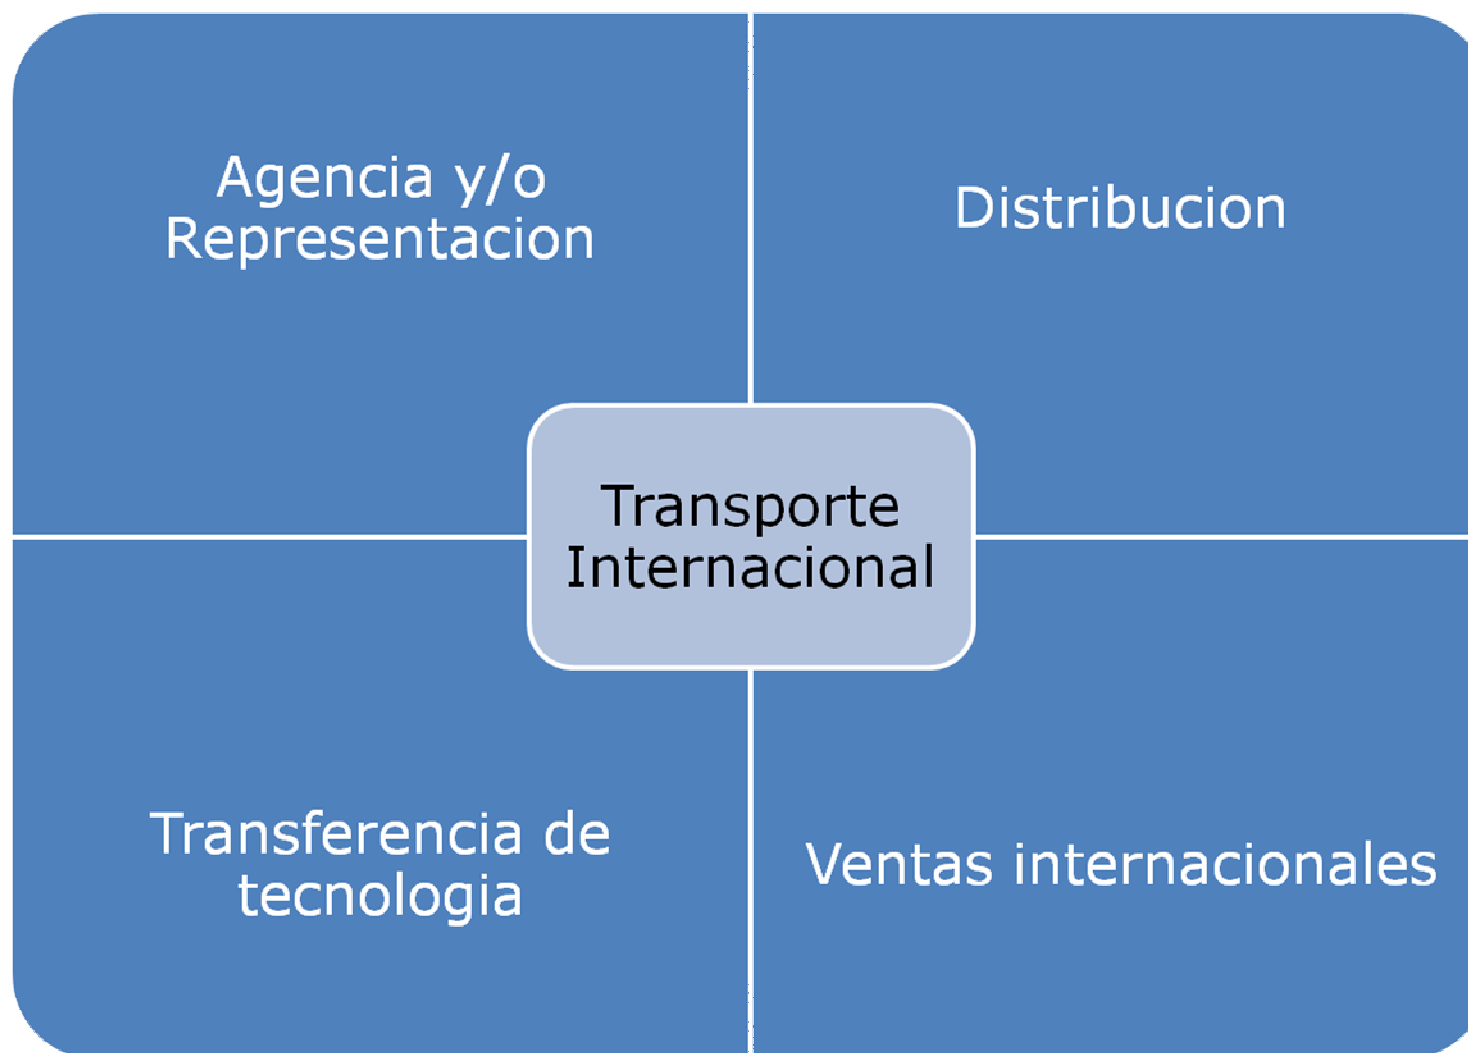 Agencia y/o
Representacion
Distribucion
Transporte
Internacional
Transferencia de
tecnologia
Ventas internacionales